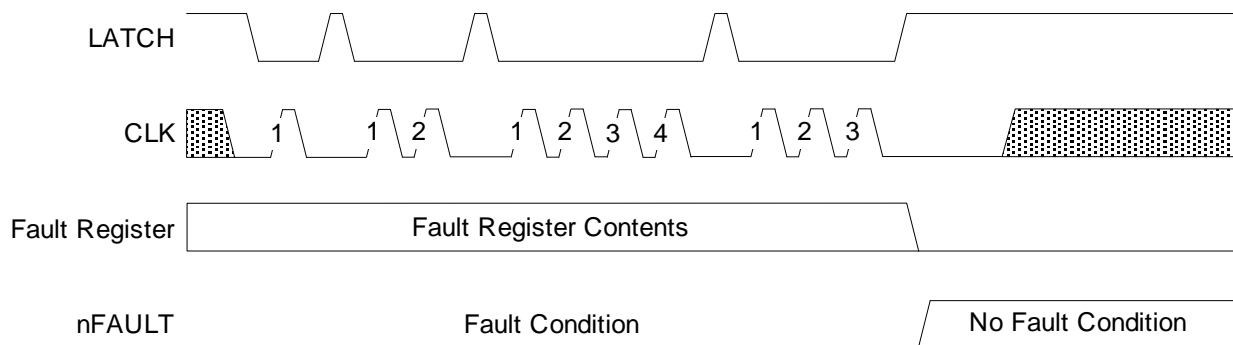 LATCH
CLK 1 1 2 1 2 3 4 1 2 3
Fault Register Fault Register Contents
nFAULT Fault Condition No Fault Condition